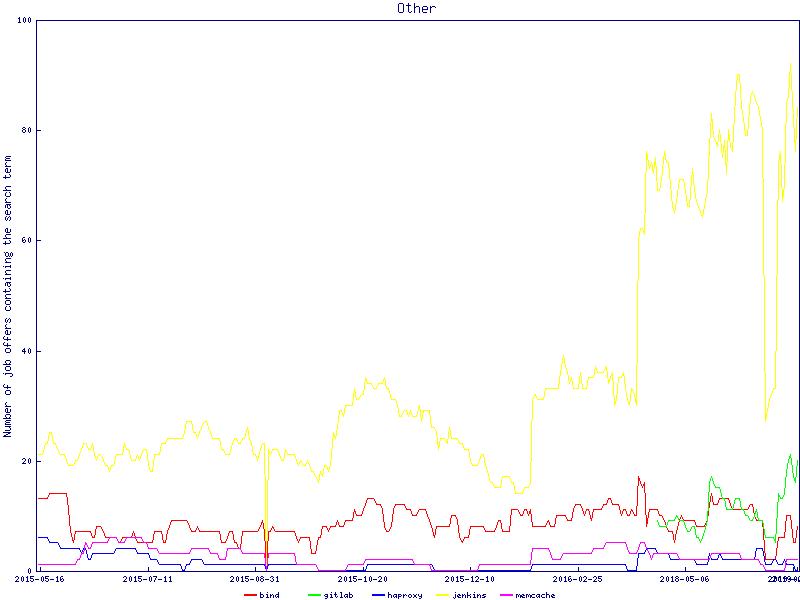 Other
Number of job offers containing the search term
100
80
60
40
20
0
2015-05-16 2015-07-11 2015-08-31 2015-10-20 2015-12-10 2016-02-25 2018-05-06
bind gitlab haproxy jenkins memcache